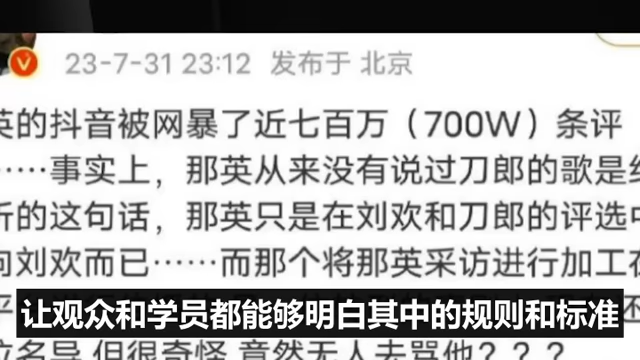 23-7-31 23:12 发布于 北京
英的抖音被网暴了近七百万（700W）条评
……事实上，那英从来没有说过刀郎的歌是
听的这句话，那英只是在刘欢和刀郎的评选中
向刘欢而已……而那个将那英采访进行加工在
让观众和学员都能够明白其中的规则和标准
位名导 但很奇怪 竟然无人去骂他？？？